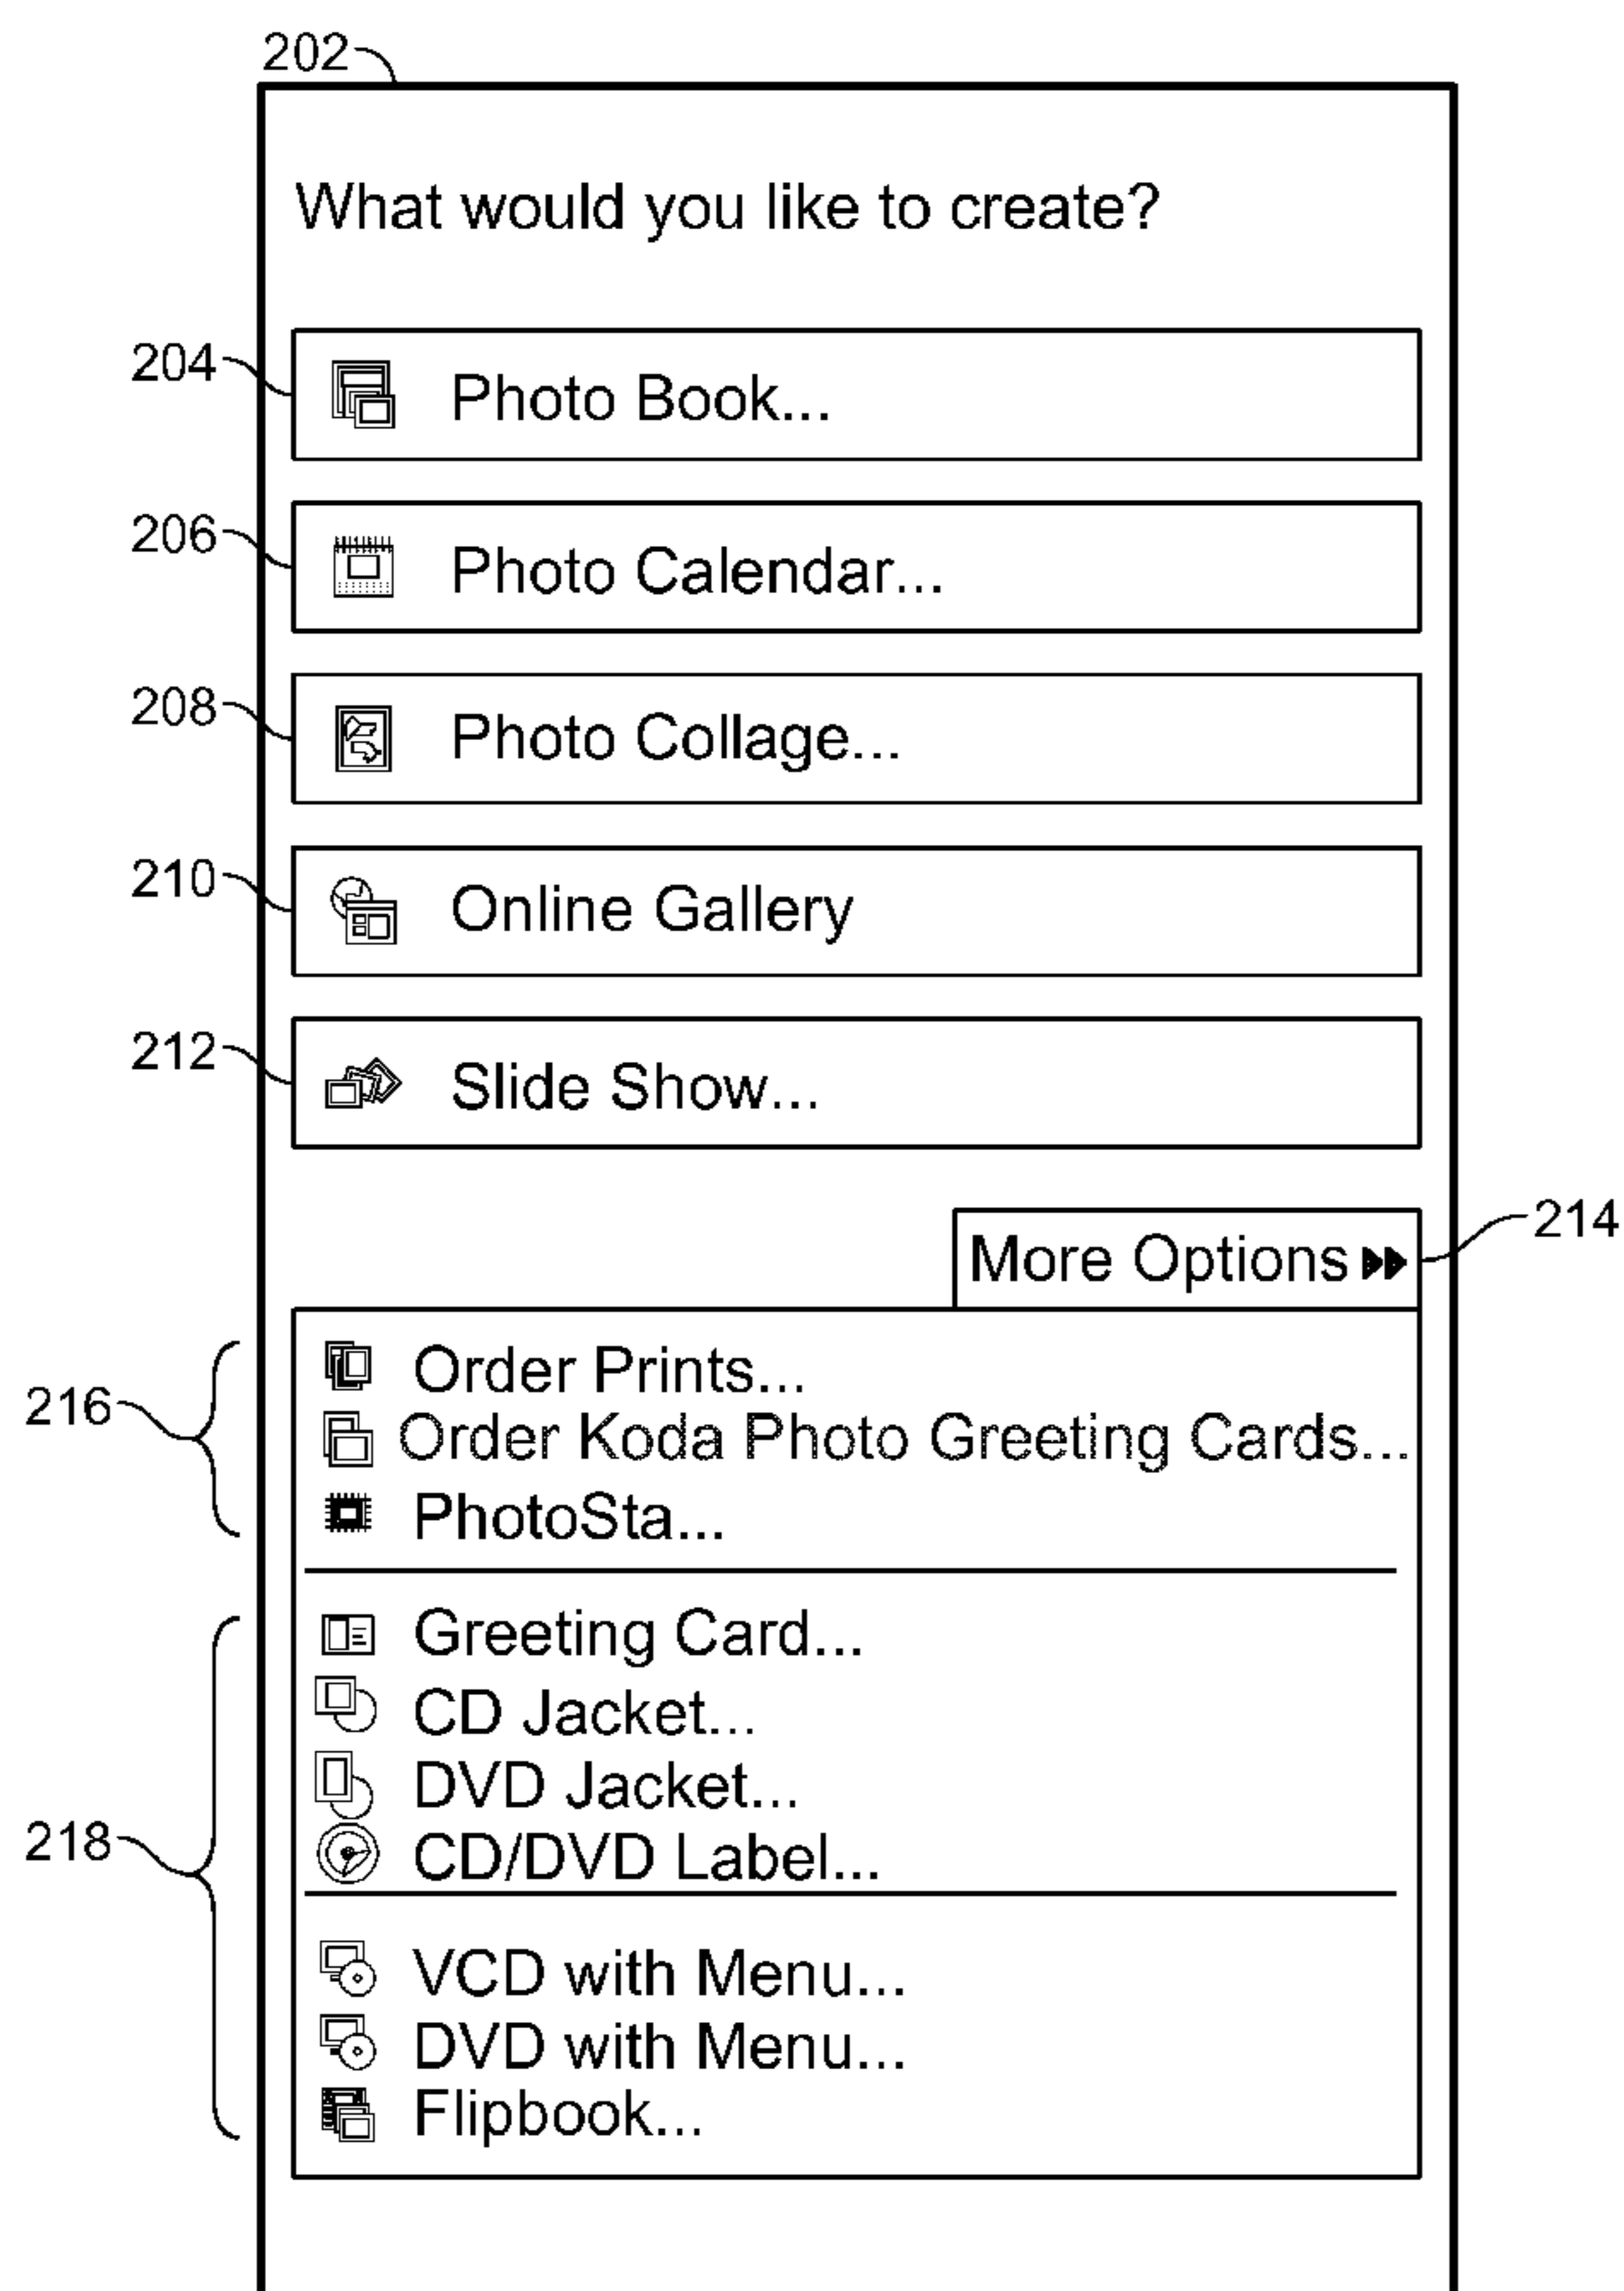 202
What would you like to create?
204
Photo Book...
206
Photo Calendar...
208
Photo Collage...
210
Online Gallery
212
Slide Show...
More Options
214
216
Order Prints...
Order Koda Photo Greeting Cards...
PhotoSta...
218
Greeting Card...
CD Jacket...
DVD Jacket...
CD/DVD Label...
VCD with Menu...
DVD with Menu...
Flipbook...